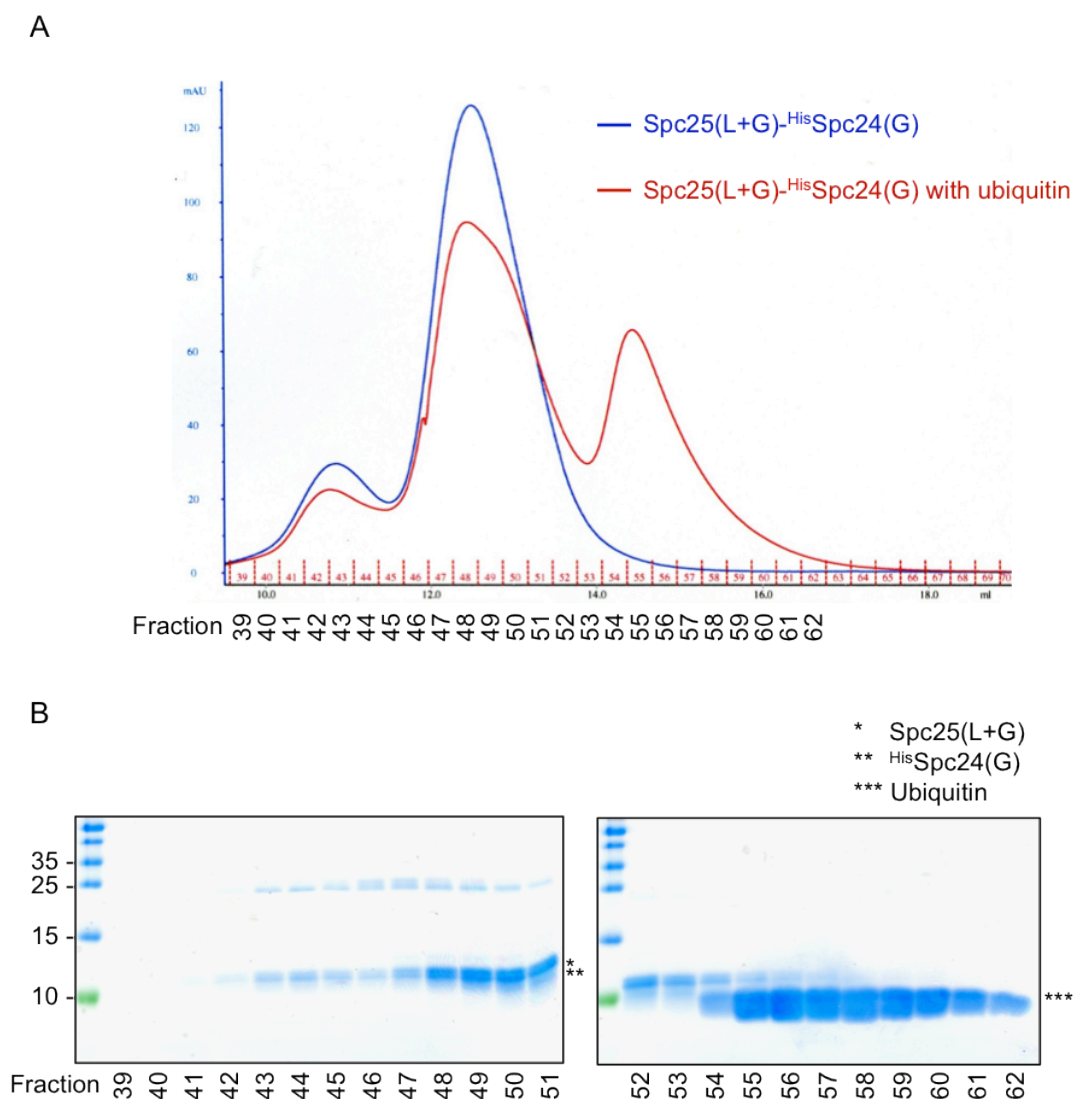 A
mAU
120
100
80
60
40
20
0
Spc25(L+G)-HisSpc24(G)
Spc25(L+G)-HisSpc24(G) with ubiquitin
39 40 41 42 43 44 45 46 47 48 49 50 51 52 53 54 55 56 57 58 59 60 61 62 63 64 65 66 67 68 69 70
10.0 12.0 14.0 16.0 18.0 ml
Fraction 39 40 41 42 43 44 45 46 47 48 49 50 51 52 53 54 55 56 57 58 59 60 61 62
B
* Spc25(L+G)
** HisSpc24(G)
*** Ubiquitin
35 -
25 -
15 -
10 -
*
**
***
Fraction 39 40 41 42 43 44 45 46 47 48 49 50 51 52 53 54 55 56 57 58 59 60 61 62